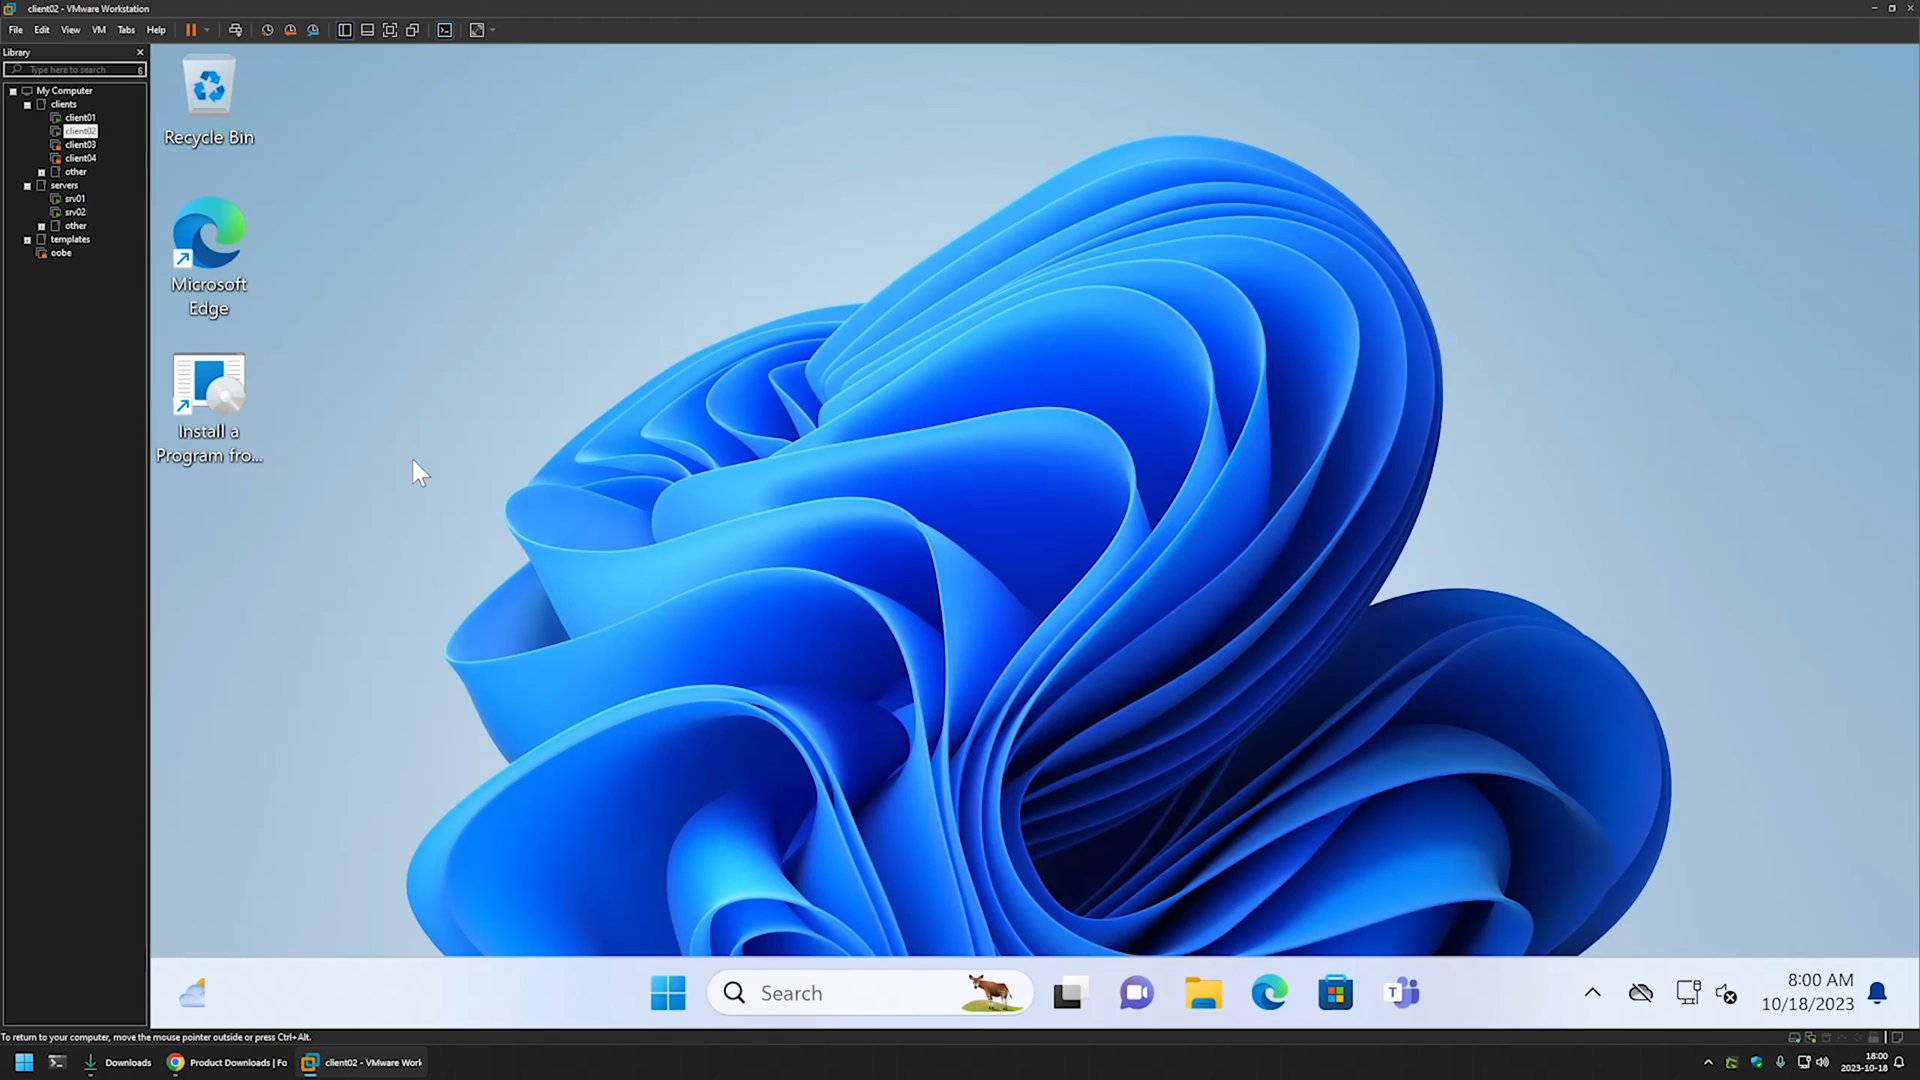 client02 - VMware Workstation
File Edit View VM Tabs Help
Library
Type here to search
My Computer
clients
client01
client02
client03
client04
other
servers
srv01
srv02
other
templates
oobe
Recycle Bin
Microsoft
Edge
Install a
Program fro...
Search
T
8:00 AM
10/18/2023
To return to your computer, move the mouse pointer outside or press Ctrl+Alt.
Downloads
Product Downloads | Fo
client02 - VMware Work
18:00
2023-10-18